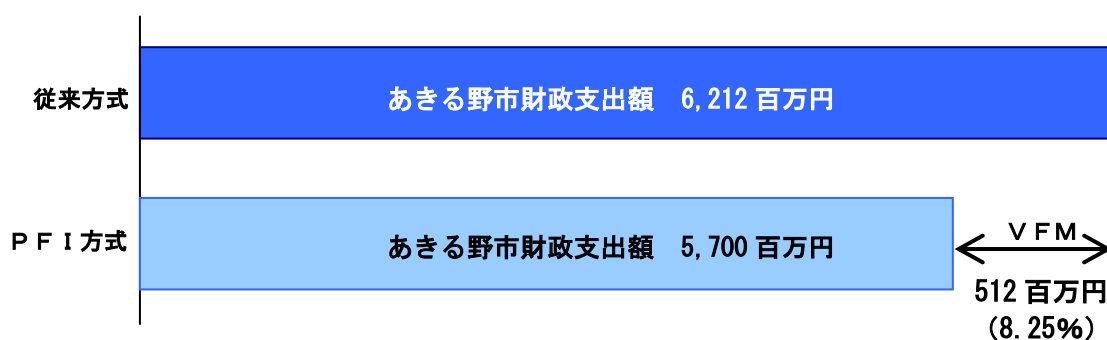 従来方式
あきる野市財政支出額　6,212 百万円
ＰＦＩ方式
あきる野市財政支出額　5,700 百万円
ＶＦＭ
512 百万円
(8.25%)